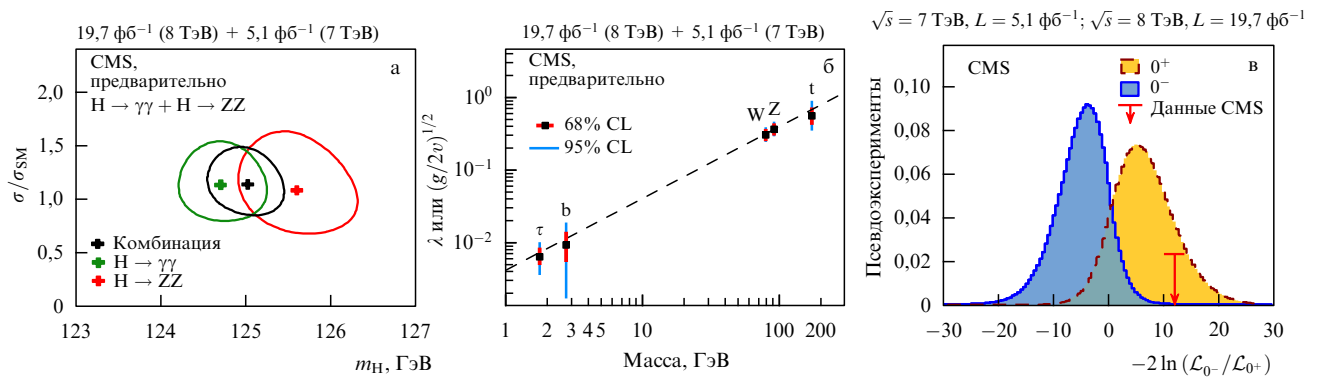 19,7 фб⁻¹ (8 ТэВ) + 5,1 фб⁻¹ (7 ТэВ)
CMS,
предварительно
H → γγ + H → ZZ
а
2,0
1,5
1,0
0,5
0
σ/σSM
Комбинация
H → γγ
H → ZZ
123
124
125
126
127
mH, ГэВ
19,7 фб⁻¹ (8 ТэВ) + 5,1 фб⁻¹ (7 ТэВ)
CMS,
предварительно
б
68% CL
95% CL
10⁰
10⁻¹
10⁻²
λ или (g/2v)^1/2
τ
b
W
Z
t
1
2
3
4
5
10
100
200
Масса, ГэВ
√s = 7 ТэВ, L = 5,1 фб⁻¹; √s = 8 ТэВ, L = 19,7 фб⁻¹
CMS
0⁺
в
0⁻
Данные CMS
0,10
0,08
0,06
0,04
0,02
0
Псевдоэксперименты
−30
−20
−10
0
10
20
30
−2 ln (ℒ0⁻/ℒ0⁺)